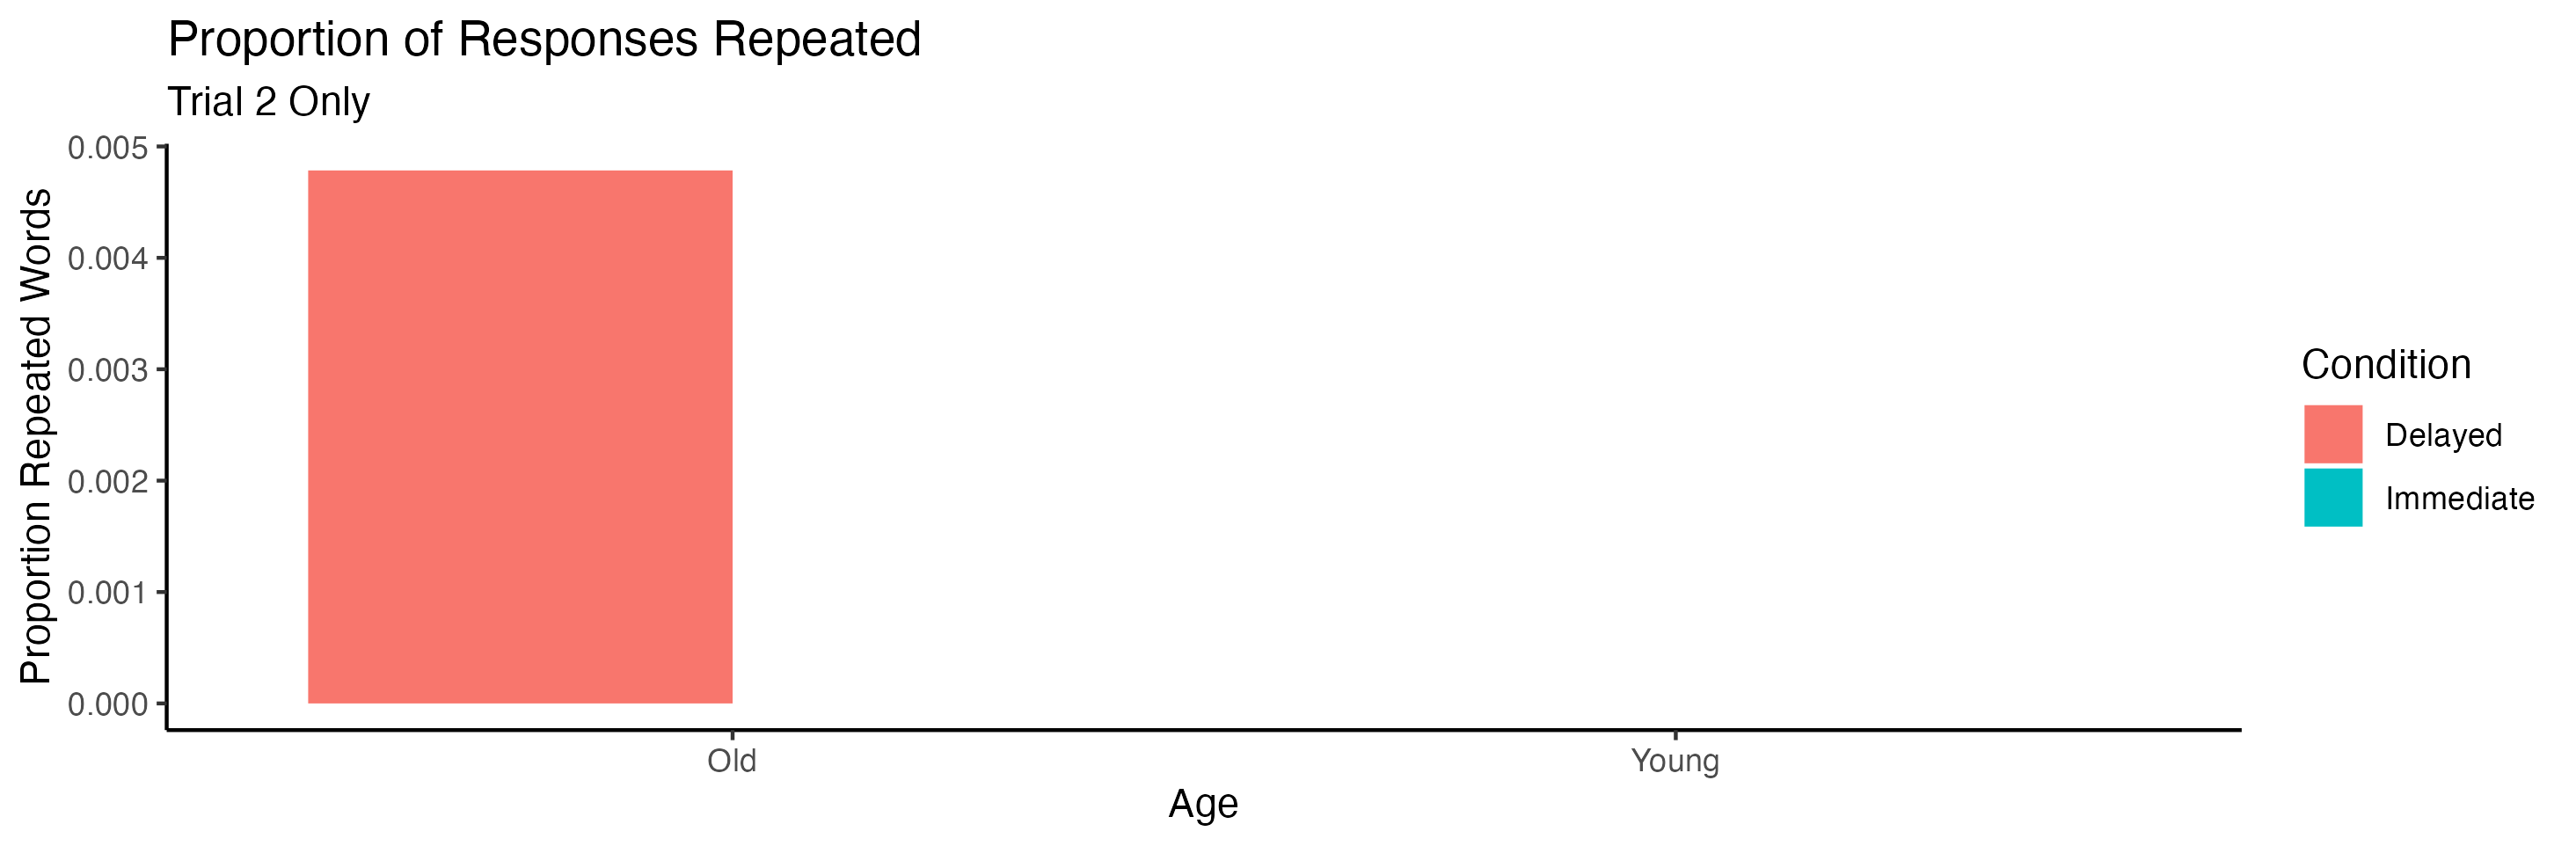 Proportion of Responses Repeated
Trial 2 Only
Proportion Repeated Words
0.005
0.004
0.003
0.002
0.001
0.000
Old
Young
Age
Condition
Delayed
Immediate